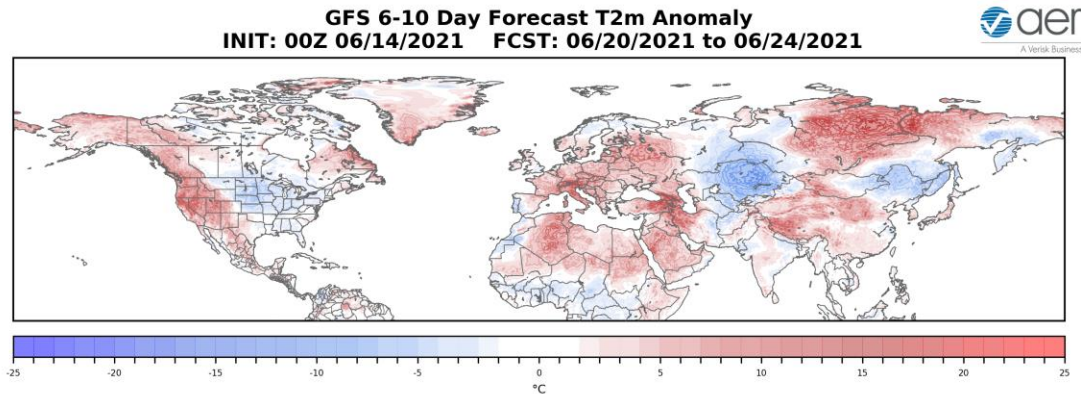 GFS 6-10 Day Forecast T2m Anomaly
INIT: 00Z 06/14/2021 FCST: 06/20/2021 to 06/24/2021
aer
A Verisk Business
-25 -20 -15 -10 -5 0 5 10 15 20 25
°C